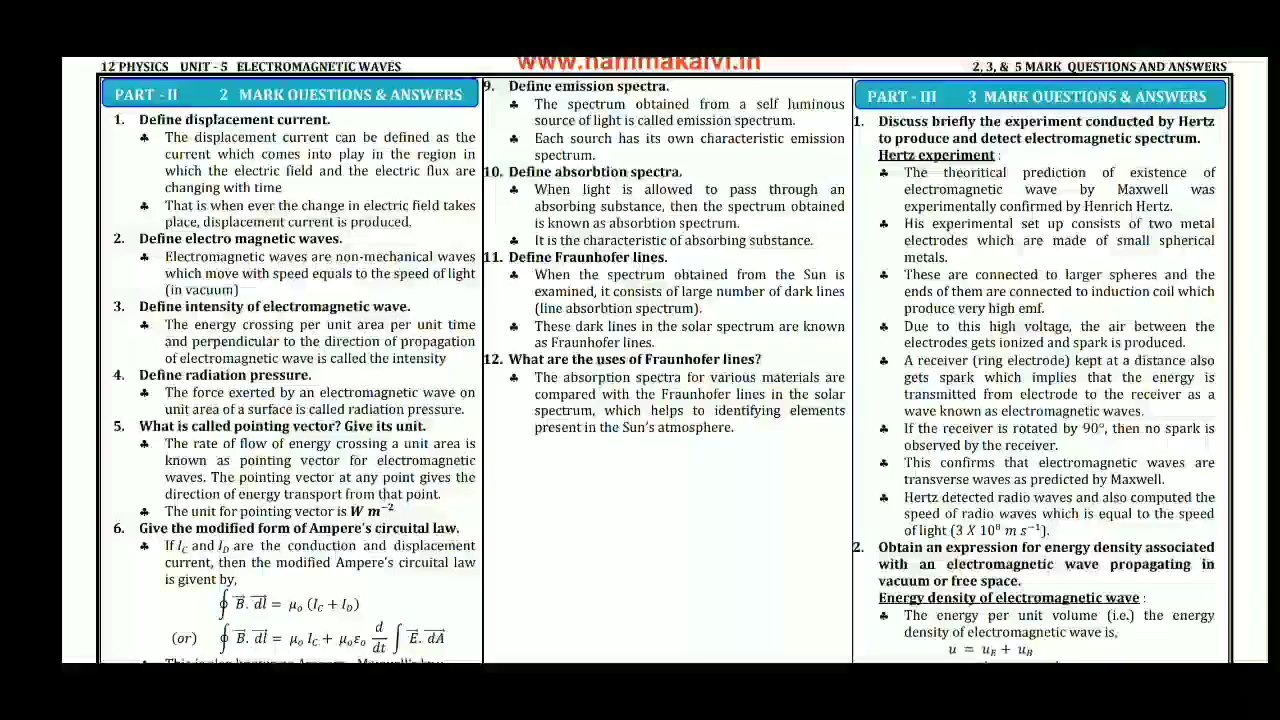 www.nammakalvi.in
12 PHYSICS UNIT - 5 ELECTROMAGNETIC WAVES
2, 3, & 5 MARK QUESTIONS AND ANSWERS
PART - II 2 MARK QUESTIONS & ANSWERS
1. Define displacement current.
♣ The displacement current can be defined as the
current which comes into play in the region in
which the electric field and the electric flux are
changing with time
♣ That is when ever the change in electric field takes
place, displacement current is produced.
2. Define electro magnetic waves.
♣ Electromagnetic waves are non-mechanical waves
which move with speed equals to the speed of light
(in vacuum)
3. Define intensity of electromagnetic wave.
♣ The energy crossing per unit area per unit time
and perpendicular to the direction of propagation
of electromagnetic wave is called the intensity
4. Define radiation pressure.
♣ The force exerted by an electromagnetic wave on
unit area of a surface is called radiation pressure.
5. What is called pointing vector? Give its unit.
♣ The rate of flow of energy crossing a unit area is
known as pointing vector for electromagnetic
waves. The pointing vector at any point gives the
direction of energy transport from that point.
♣ The unit for pointing vector is W m⁻²
6. Give the modified form of Ampere's circuital law.
♣ If I_C and I_D are the conduction and displacement
current, then the modified Ampere's circuital law
is givent by,
∮ B⃗. dl⃗ = μ₀ (I_C + I_D)
(or) ∮ B⃗. dl⃗ = μ₀ I_C + μ₀ε₀ d/dt ∫ E⃗. dA⃗
9. Define emission spectra.
♣ The spectrum obtained from a self luminous
source of light is called emission spectrum.
♣ Each sourch has its own characteristic emission
spectrum.
10. Define absorbtion spectra.
♣ When light is allowed to pass through an
absorbing substance, then the spectrum obtained
is known as absorbtion spectrum.
♣ It is the characteristic of absorbing substance.
11. Define Fraunhofer lines.
♣ When the spectrum obtained from the Sun is
examined, it consists of large number of dark lines
(line absorbtion spectrum).
♣ These dark lines in the solar spectrum are known
as Fraunhofer lines.
12. What are the uses of Fraunhofer lines?
♣ The absorption spectra for various materials are
compared with the Fraunhofer lines in the solar
spectrum, which helps to identifying elements
present in the Sun's atmosphere.
PART - III 3 MARK QUESTIONS & ANSWERS
1. Discuss briefly the experiment conducted by Hertz
to produce and detect electromagnetic spectrum.
Hertz experiment :
♣ The theoritical prediction of existence of
electromagnetic wave by Maxwell was
experimentally confirmed by Henrich Hertz.
♣ His experimental set up consists of two metal
electrodes which are made of small spherical
metals.
♣ These are connected to larger spheres and the
ends of them are connected to induction coil which
produce very high emf.
♣ Due to this high voltage, the air between the
electrodes gets ionized and spark is produced.
♣ A receiver (ring electrode) kept at a distance also
gets spark which implies that the energy is
transmitted from electrode to the receiver as a
wave known as electromagnetic waves.
♣ If the receiver is rotated by 90°, then no spark is
observed by the receiver.
♣ This confirms that electromagnetic waves are
transverse waves as predicted by Maxwell.
♣ Hertz detected radio waves and also computed the
speed of radio waves which is equal to the speed
of light (3 X 10⁸ m s⁻¹).
2. Obtain an expression for energy density associated
with an electromagnetic wave propagating in
vacuum or free space.
Energy density of electromagnetic wave :
♣ The energy per unit volume (i.e.) the energy
density of electromagnetic wave is,
u = u_E + u_B